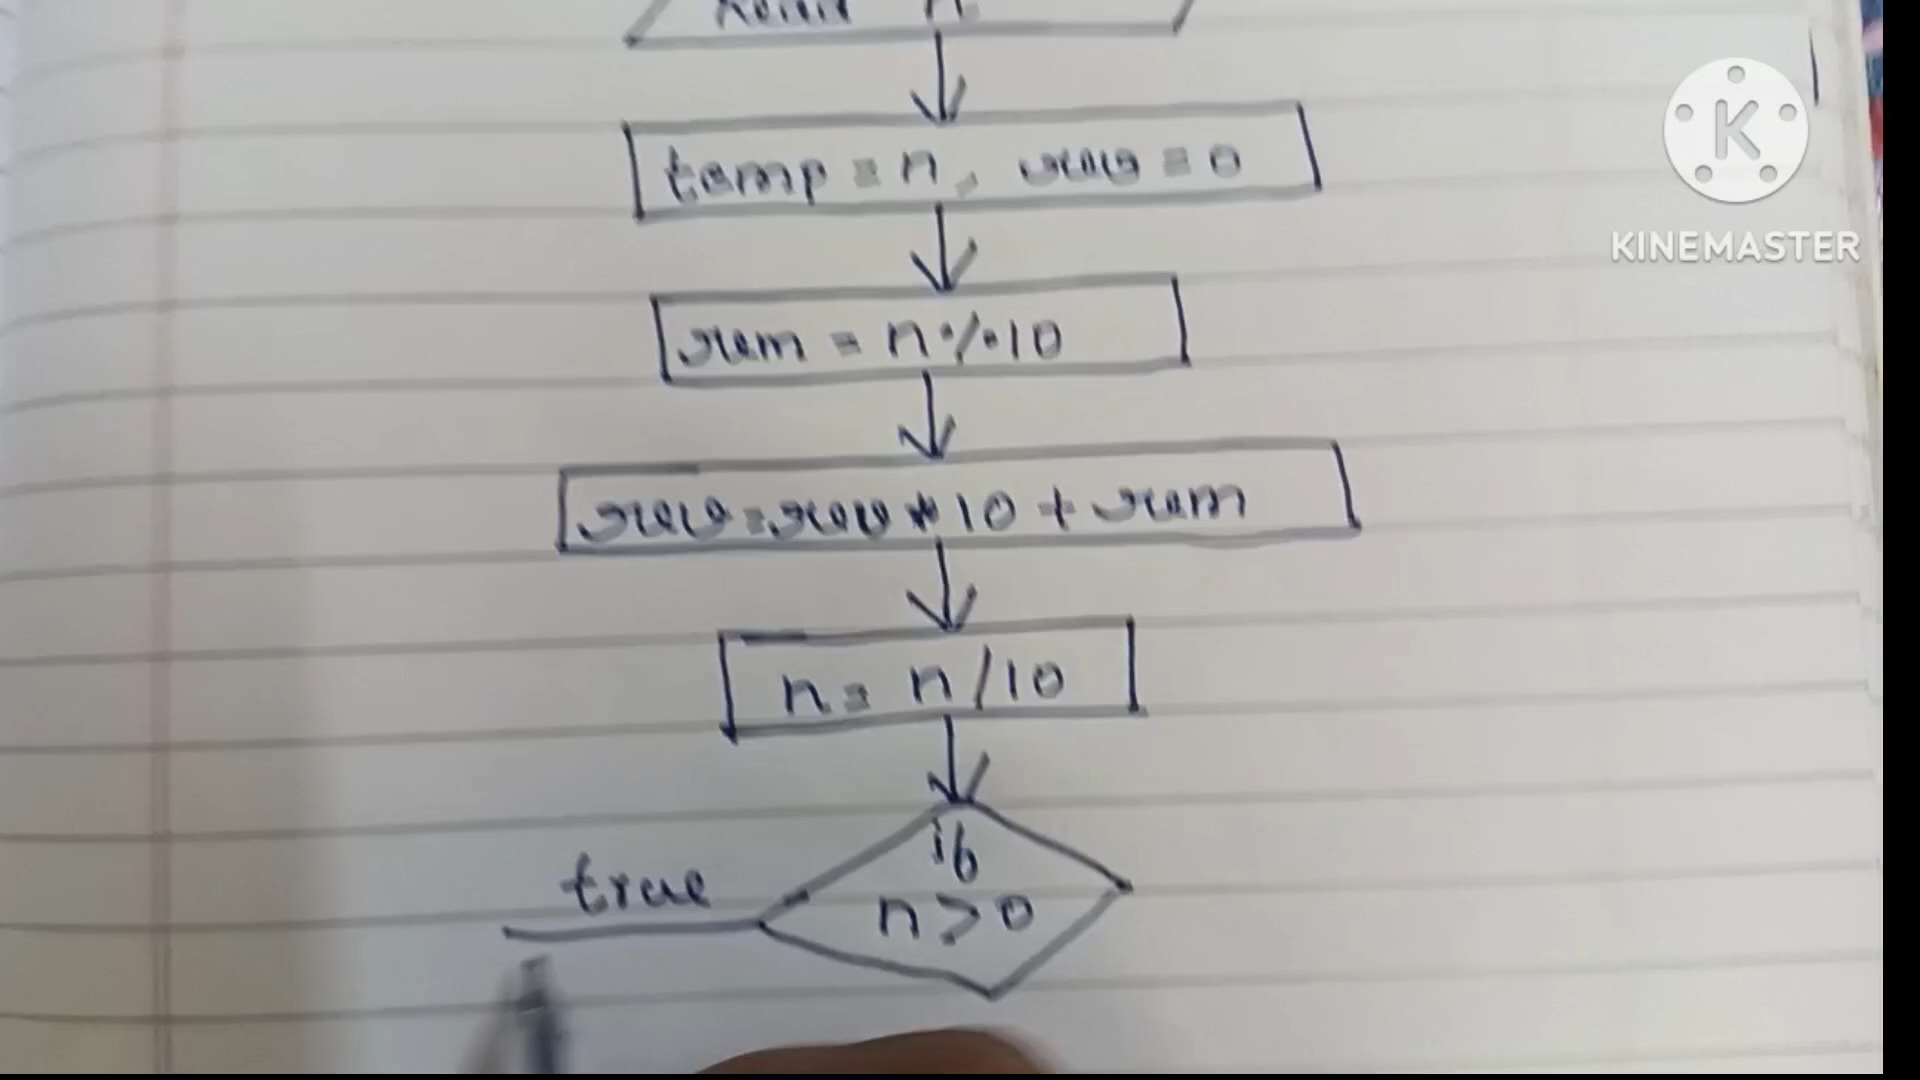 n
temp = n, rev = 0
rem = n % 10
rev = rev * 10 + rem
n = n/10
if
n > 0
true
K
KINEMASTER